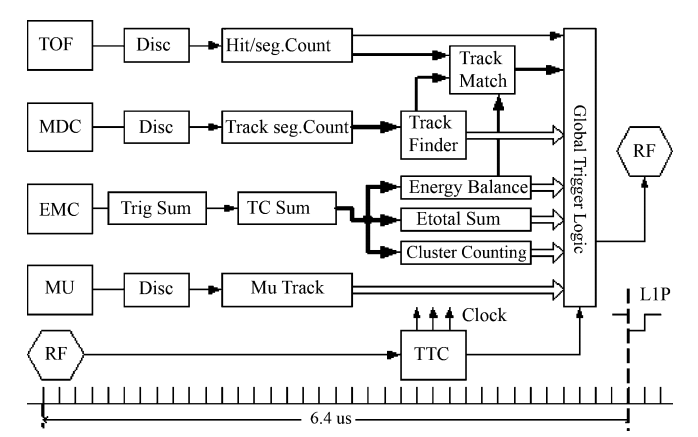 TOF
Disc
Hit/seg.Count
Track
Match
MDC
Disc
Track seg.Count
Track
Finder
Global Trigger Logic
RF
EMC
Trig Sum
TC Sum
Energy Balance
Etotal Sum
Cluster Counting
MU
Disc
Mu Track
L1P
Clock
RF
TTC
6.4 us